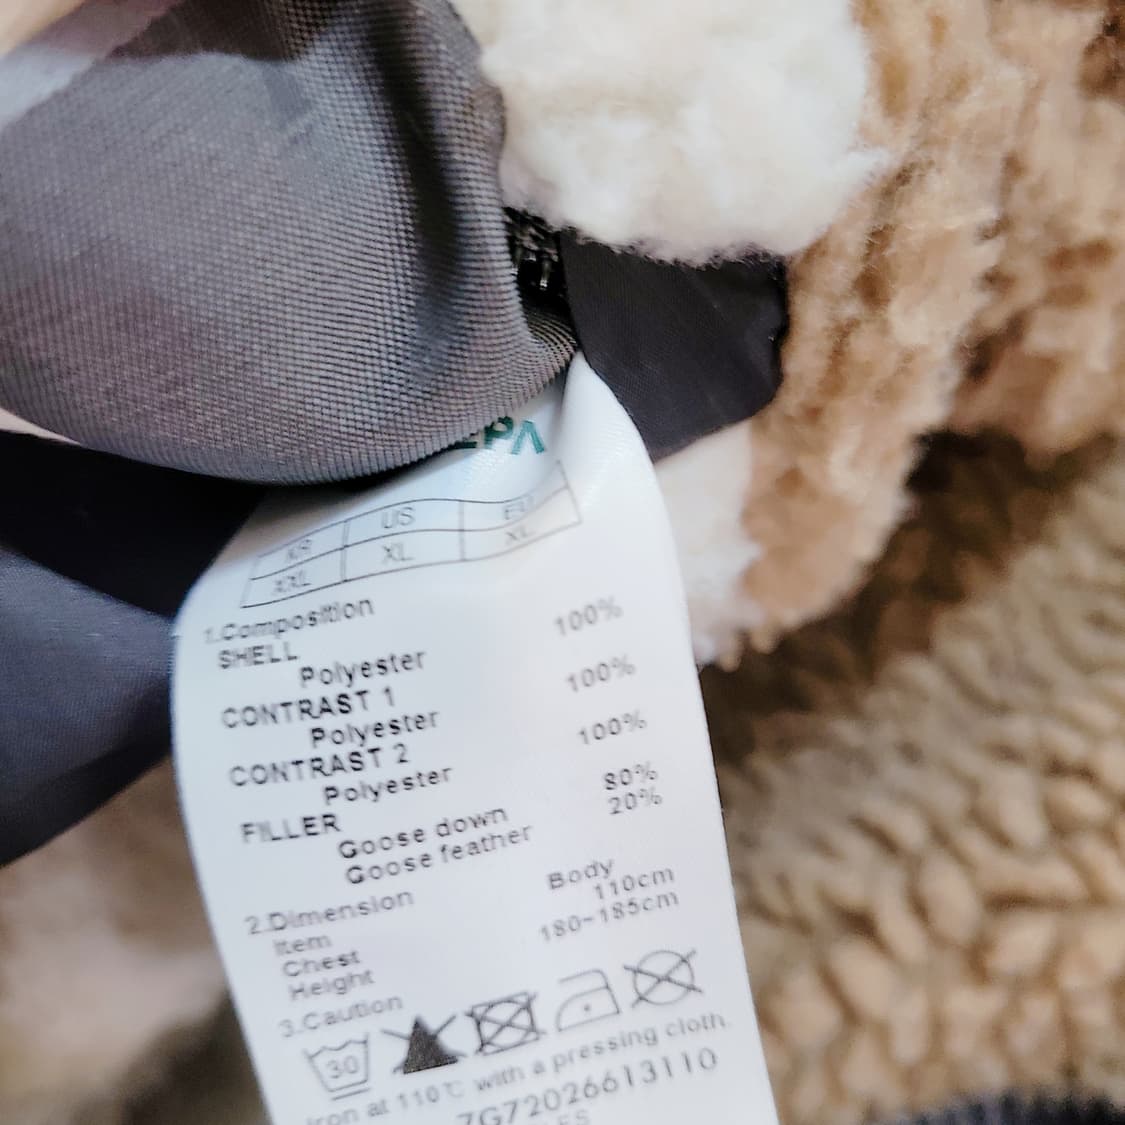 KR US EU
XXL XL XL
1.Composition
SHELL
Polyester 100%
CONTRAST 1
Polyester 100%
CONTRAST 2
Polyester 100%
FILLER
Goose down 80%
Goose feather 20%
2.Dimension
Item Body
Chest 110cm
Height 180~185cm
3.Caution
30
Iron at 110℃ with a pressing cloth.
7G72026613110